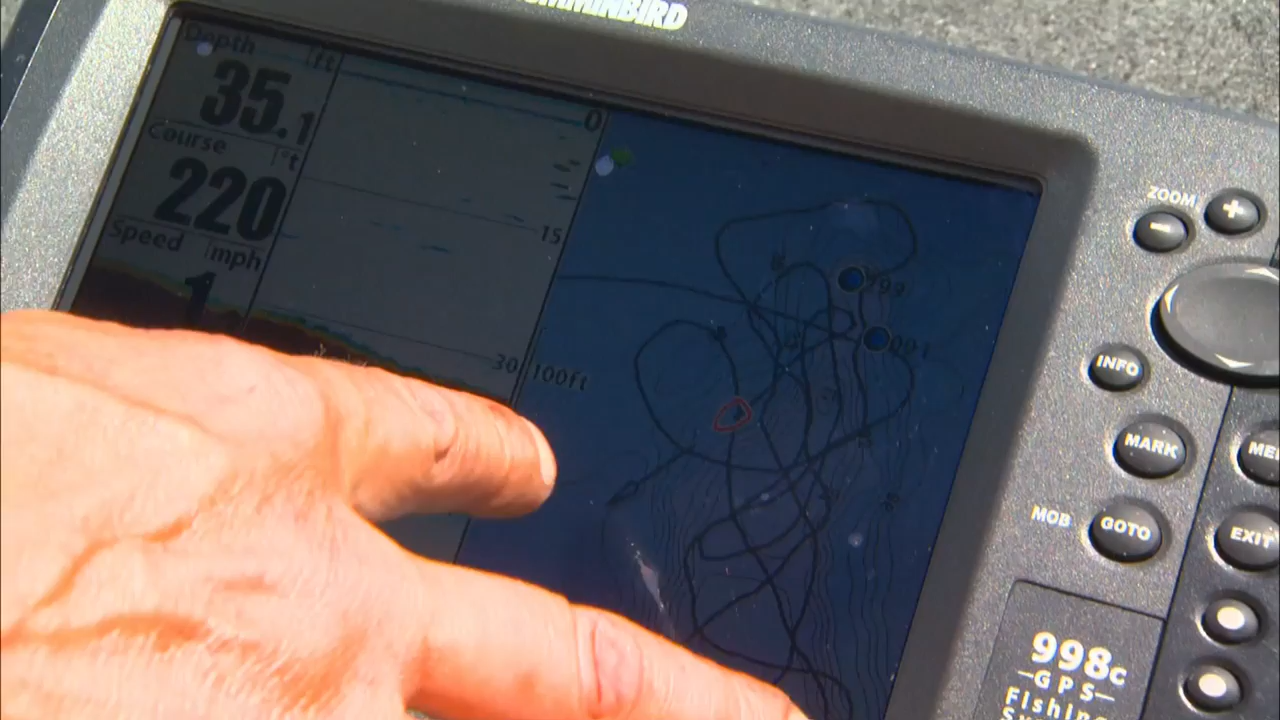 HUMMINBIRD
Depth
ft
35.1
Course
°t
220
Speed
mph
1
0
15
30
100ft
799
001
ZOOM
+
-
INFO
MARK
MOB
GOTO
EXIT
998c
GPS
Fishing